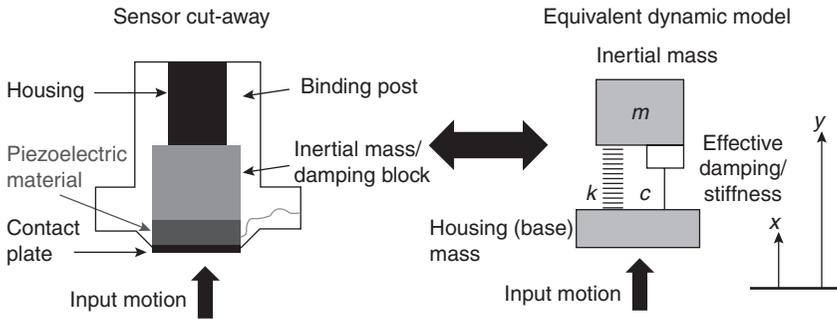 Sensor cut-away
Housing
Binding post
Piezoelectric
material
Inertial mass/
damping block
Contact
plate
Input motion
Equivalent dynamic model
Inertial mass
m
Effective
damping/
stiffness
k
c
Housing (base)
mass
Input motion
x
y